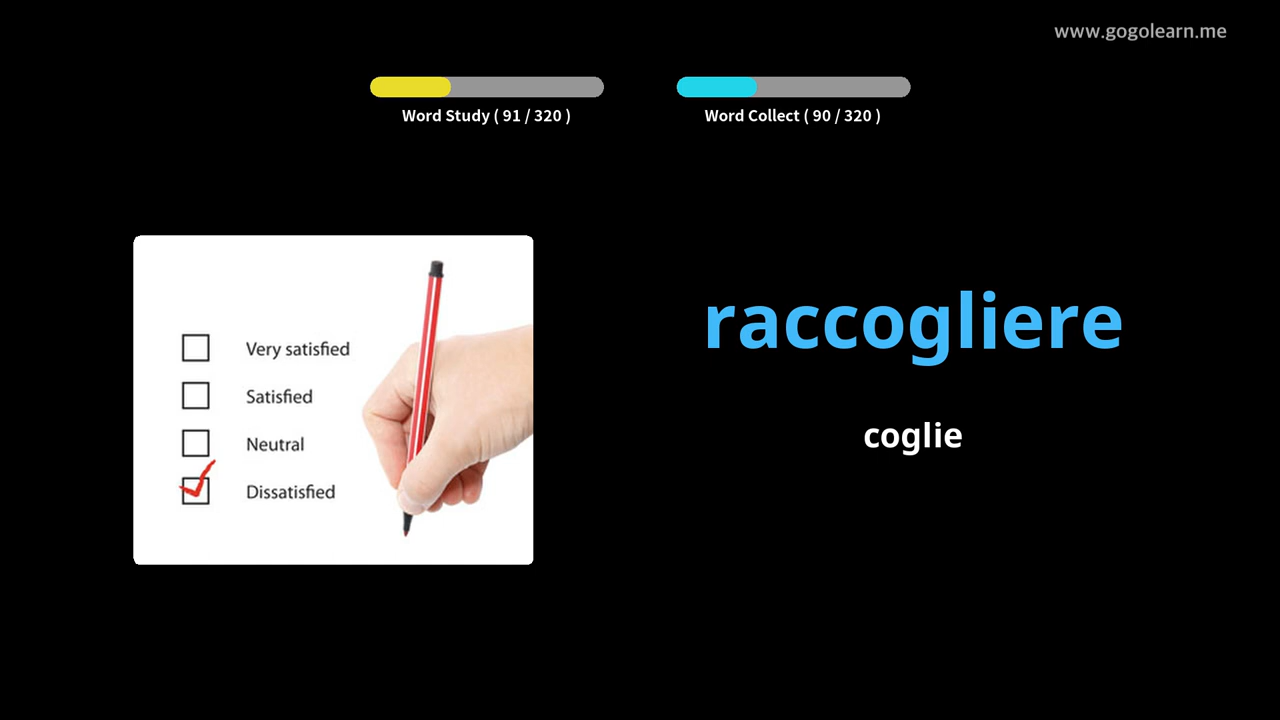 www.gogolearn.me
Word Study ( 91 / 320 )
Word Collect ( 90 / 320 )
Very satisfied
Satisfied
Neutral
Dissatisfied
raccogliere
coglie